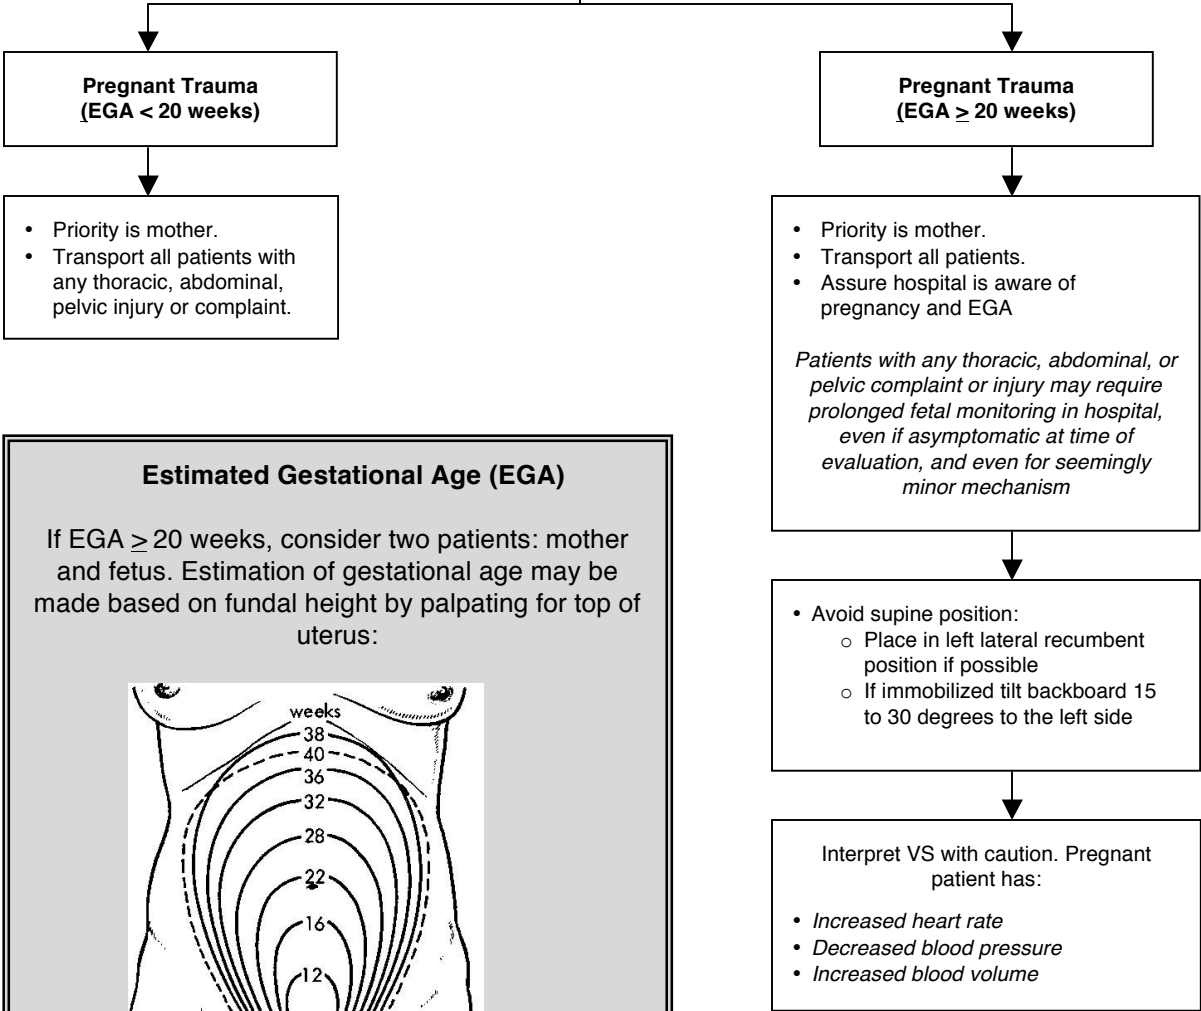 Pregnant Trauma
(EGA < 20 weeks)
• Priority is mother.
• Transport all patients with
any thoracic, abdominal,
pelvic injury or complaint.
Pregnant Trauma
(EGA ≥ 20 weeks)
• Priority is mother.
• Transport all patients.
• Assure hospital is aware of
pregnancy and EGA
Patients with any thoracic, abdominal, or
pelvic complaint or injury may require
prolonged fetal monitoring in hospital,
even if asymptomatic at time of
evaluation, and even for seemingly
minor mechanism
• Avoid supine position:
o Place in left lateral recumbent
position if possible
o If immobilized tilt backboard 15
to 30 degrees to the left side
Interpret VS with caution. Pregnant
patient has:
• Increased heart rate
• Decreased blood pressure
• Increased blood volume
Estimated Gestational Age (EGA)
If EGA ≥ 20 weeks, consider two patients: mother
and fetus. Estimation of gestational age may be
made based on fundal height by palpating for top of
uterus:
weeks
38
40
36
32
28
22
16
12